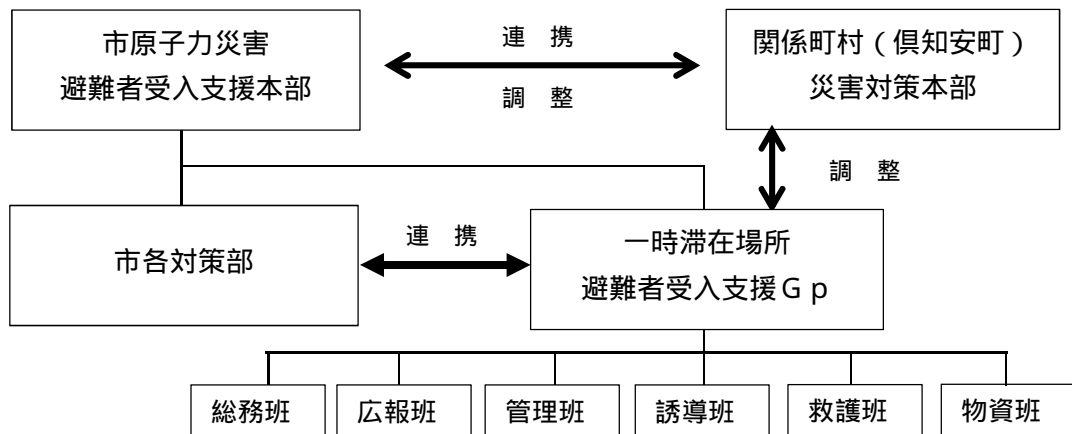 市原子力災害
避難者受入支援本部
連 携
調 整
関係町村(倶知安町)
災害対策本部
調 整
市各対策部
連 携
一時滞在場所
避難者受入支援Gp
総務班
広報班
管理班
誘導班
救護班
物資班